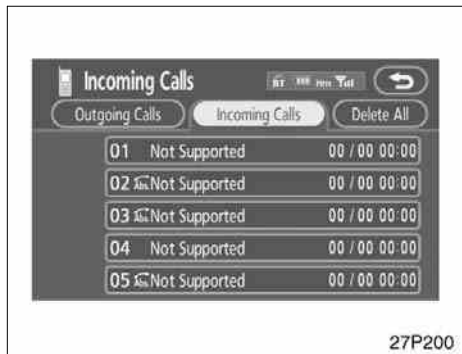 Incoming Calls
Outgoing Calls Incoming Calls Delete All
01 Not Supported 00 / 00 00:00
02 Not Supported 00 / 00 00:00
03 Not Supported 00 / 00 00:00
04 Not Supported 00 / 00 00:00
05 Not Supported 00 / 00 00:00
27P200